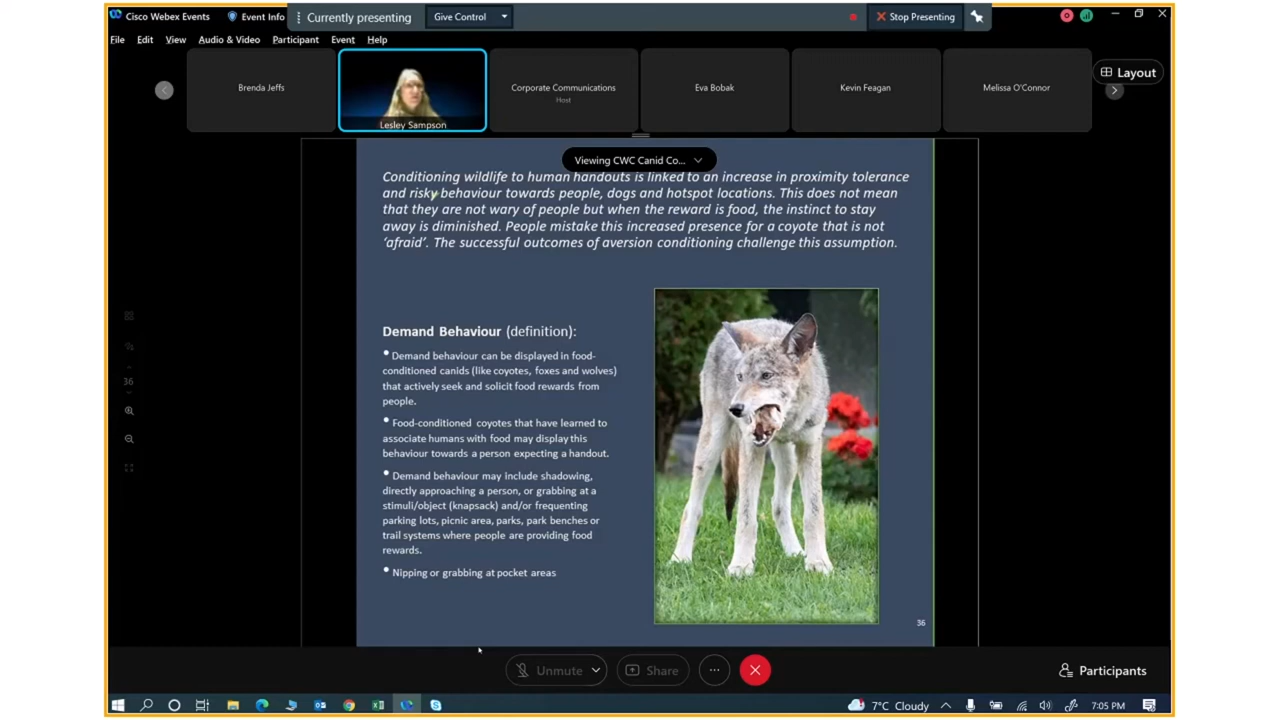 Cisco Webex Events
Event Info
Currently presenting
Give Control
Stop Presenting
File Edit View Audio & Video Participant Event Help
Layout
Brenda Jeffs
Lesley Sampson
Corporate Communications
Host
Eva Bobak
Kevin Feagan
Melissa O'Connor
Viewing CWC Canid Co...
Conditioning wildlife to human handouts is linked to an increase in proximity tolerance
and risky behaviour towards people, dogs and hotspot locations. This does not mean
that they are not wary of people but when the reward is food, the instinct to stay
away is diminished. People mistake this increased presence for a coyote that is not
‘afraid’. The successful outcomes of aversion conditioning challenge this assumption.
Demand Behaviour (definition):
• Demand behaviour can be displayed in food-
conditioned canids (like coyotes, foxes and wolves)
that actively seek and solicit food rewards from
people.
• Food-conditioned coyotes that have learned to
associate humans with food may display this
behaviour towards a person expecting a handout.
• Demand behaviour may include shadowing,
directly approaching a person, or grabbing at a
stimuli/object (knapsack) and/or frequenting
parking lots, picnic area, parks, park benches or
trail systems where people are providing food
rewards.
• Nipping or grabbing at pocket areas
36
36
Unmute
Share
Participants
7°C Cloudy
7:05 PM